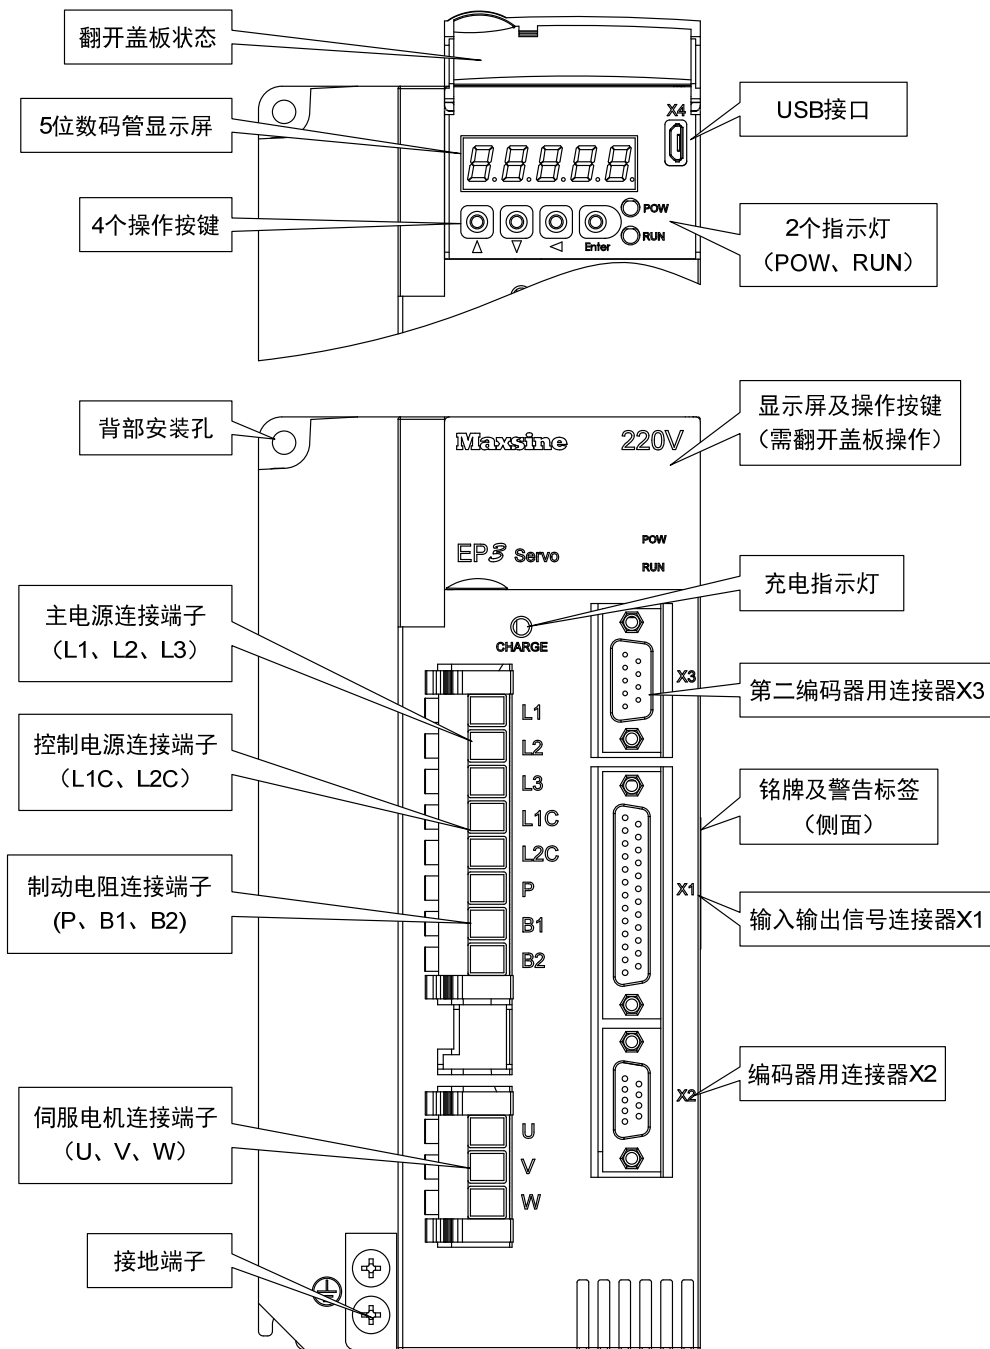 翻开盖板状态
X4
USB接口
5位数码管显示屏
8.8.8.8.8.
4个操作按键
POW
RUN
Enter
2个指示灯
（POW、RUN）
背部安装孔
Maxsine 220V
显示屏及操作按键
（需翻开盖板操作）
EP3 Servo
POW
RUN
充电指示灯
CHARGE
主电源连接端子
（L1、L2、L3）
X3
第二编码器用连接器X3
L1
L2
L3
L1C
L2C
P
B1
B2
控制电源连接端子
（L1C、L2C）
铭牌及警告标签
（侧面）
制动电阻连接端子
(P、B1、B2)
X1
输入输出信号连接器X1
X2
编码器用连接器X2
伺服电机连接端子
（U、V、W）
U
V
W
接地端子